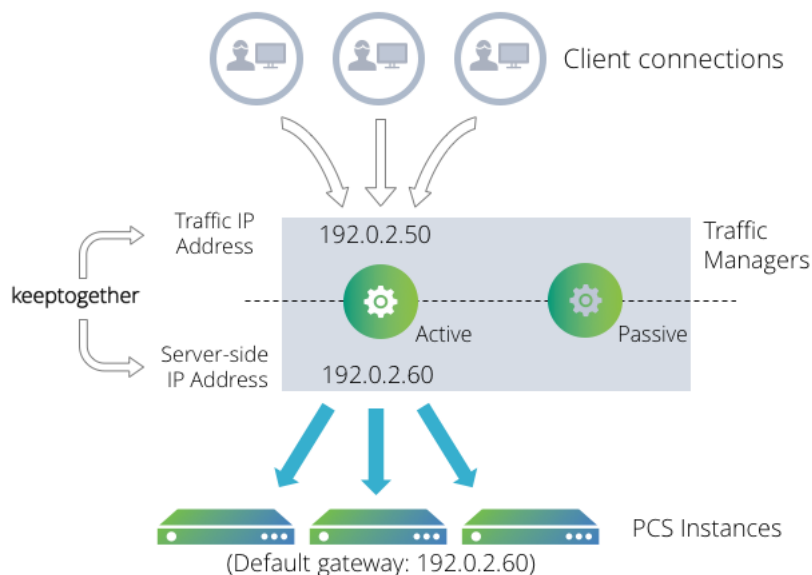 Client connections
Traffic IP
Address
192.0.2.50
Traffic
Managers
keeptogether
Active
Passive
Server-side
IP Address
192.0.2.60
PCS Instances
(Default gateway: 192.0.2.60)